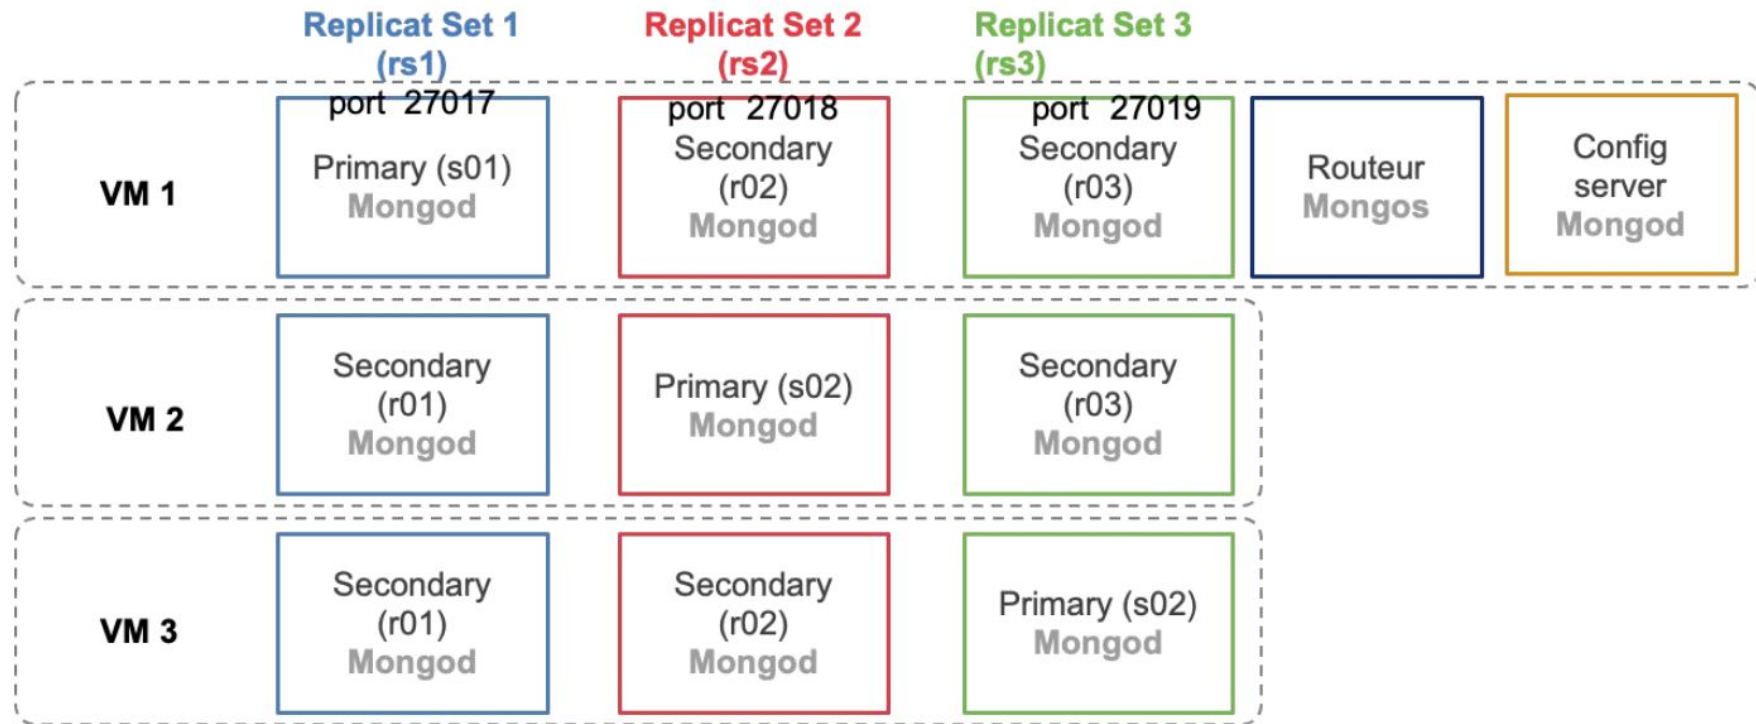 Replicat Set 1
(rs1)
Replicat Set 2
(rs2)
Replicat Set 3
(rs3)
VM 1
port 27017
Primary (s01)
Mongod
port 27018
Secondary
(r02)
Mongod
port 27019
Secondary
(r03)
Mongod
Routeur
Mongos
Config
server
Mongod
VM 2
Secondary
(r01)
Mongod
Primary (s02)
Mongod
Secondary
(r03)
Mongod
VM 3
Secondary
(r01)
Mongod
Secondary
(r02)
Mongod
Primary (s02)
Mongod